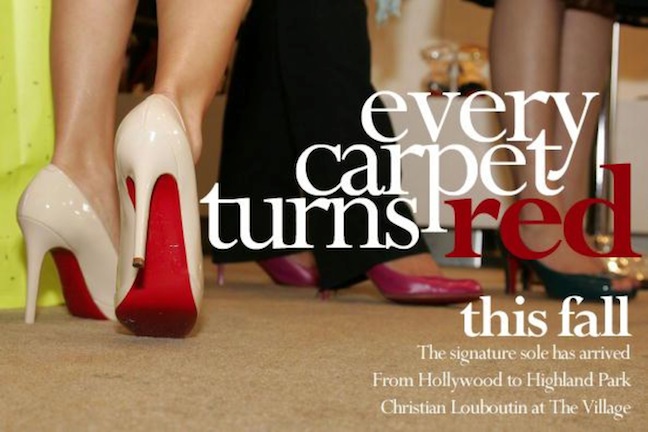 every
carpet
turns red
this fall
The signature sole has arrived
From Hollywood to Highland Park
Christian Louboutin at The Village